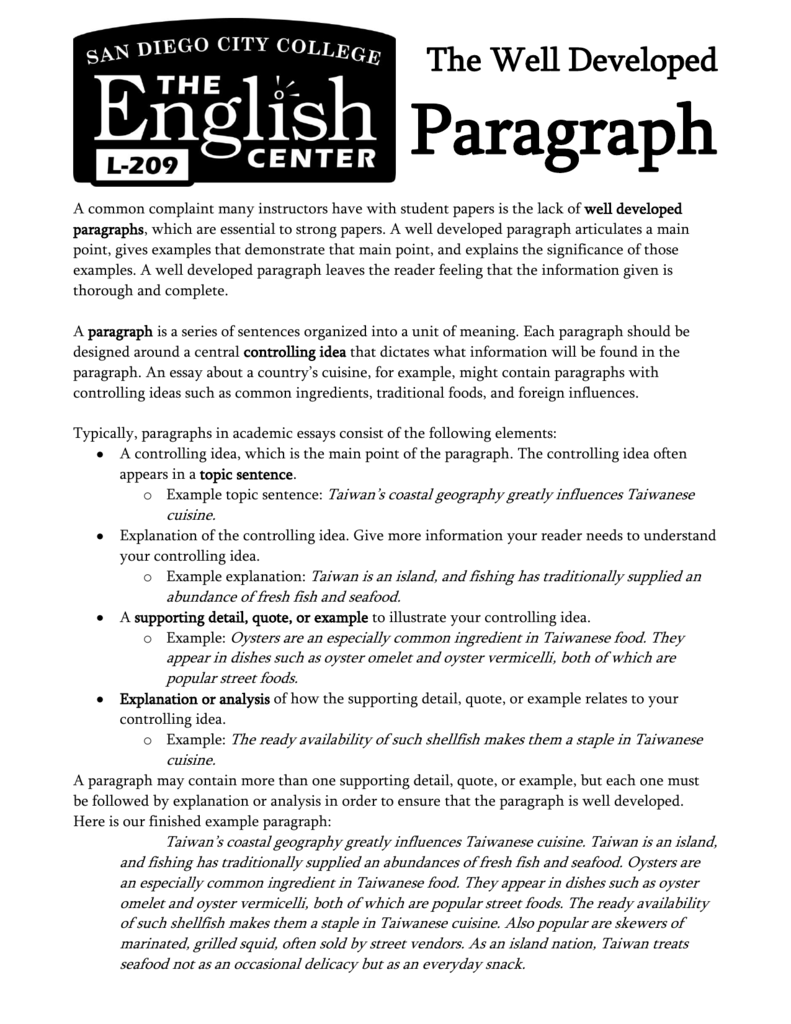 SAN DIEGO CITY COLLEGE
THE
English
CENTER
L-209
The Well Developed
Paragraph
A common complaint many instructors have with student papers is the lack of well developed
paragraphs, which are essential to strong papers. A well developed paragraph articulates a main
point, gives examples that demonstrate that main point, and explains the significance of those
examples. A well developed paragraph leaves the reader feeling that the information given is
thorough and complete.
A paragraph is a series of sentences organized into a unit of meaning. Each paragraph should be
designed around a central controlling idea that dictates what information will be found in the
paragraph. An essay about a country's cuisine, for example, might contain paragraphs with
controlling ideas such as common ingredients, traditional foods, and foreign influences.
Typically, paragraphs in academic essays consist of the following elements:
● A controlling idea, which is the main point of the paragraph. The controlling idea often
appears in a topic sentence.
o Example topic sentence: Taiwan's coastal geography greatly influences Taiwanese
cuisine.
● Explanation of the controlling idea. Give more information your reader needs to understand
your controlling idea.
o Example explanation: Taiwan is an island, and fishing has traditionally supplied an
abundance of fresh fish and seafood.
● A supporting detail, quote, or example to illustrate your controlling idea.
o Example: Oysters are an especially common ingredient in Taiwanese food. They
appear in dishes such as oyster omelet and oyster vermicelli, both of which are
popular street foods.
● Explanation or analysis of how the supporting detail, quote, or example relates to your
controlling idea.
o Example: The ready availability of such shellfish makes them a staple in Taiwanese
cuisine.
A paragraph may contain more than one supporting detail, quote, or example, but each one must
be followed by explanation or analysis in order to ensure that the paragraph is well developed.
Here is our finished example paragraph:
Taiwan's coastal geography greatly influences Taiwanese cuisine. Taiwan is an island,
and fishing has traditionally supplied an abundances of fresh fish and seafood. Oysters are
an especially common ingredient in Taiwanese food. They appear in dishes such as oyster
omelet and oyster vermicelli, both of which are popular street foods. The ready availability
of such shellfish makes them a staple in Taiwanese cuisine. Also popular are skewers of
marinated, grilled squid, often sold by street vendors. As an island nation, Taiwan treats
seafood not as an occasional delicacy but as an everyday snack.